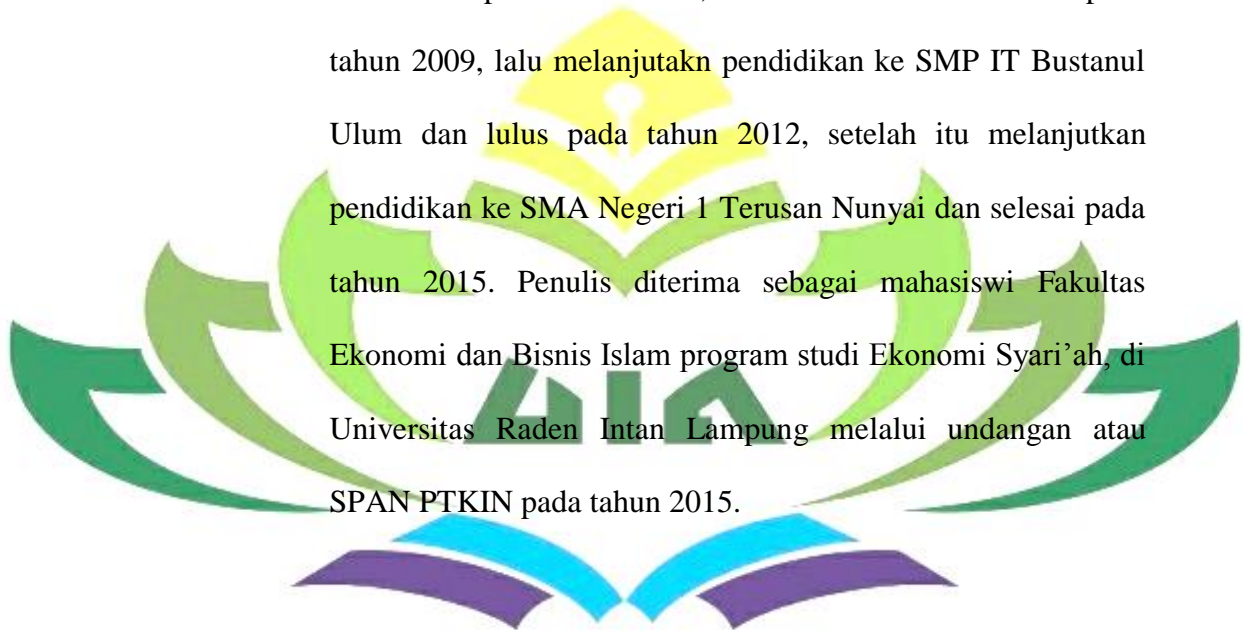 tahun 2009, lalu melanjutakn pendidikan ke SMP IT Bustanul
Ulum dan lulus pada tahun 2012, setelah itu melanjutkan
pendidikan ke SMA Negeri 1 Terusan Nunyai dan selesai pada
tahun 2015. Penulis diterima sebagai mahasiswi Fakultas
Ekonomi dan Bisnis Islam program studi Ekonomi Syari’ah, di
Universitas Raden Intan Lampung melalui undangan atau
SPAN PTKIN pada tahun 2015.
UIN